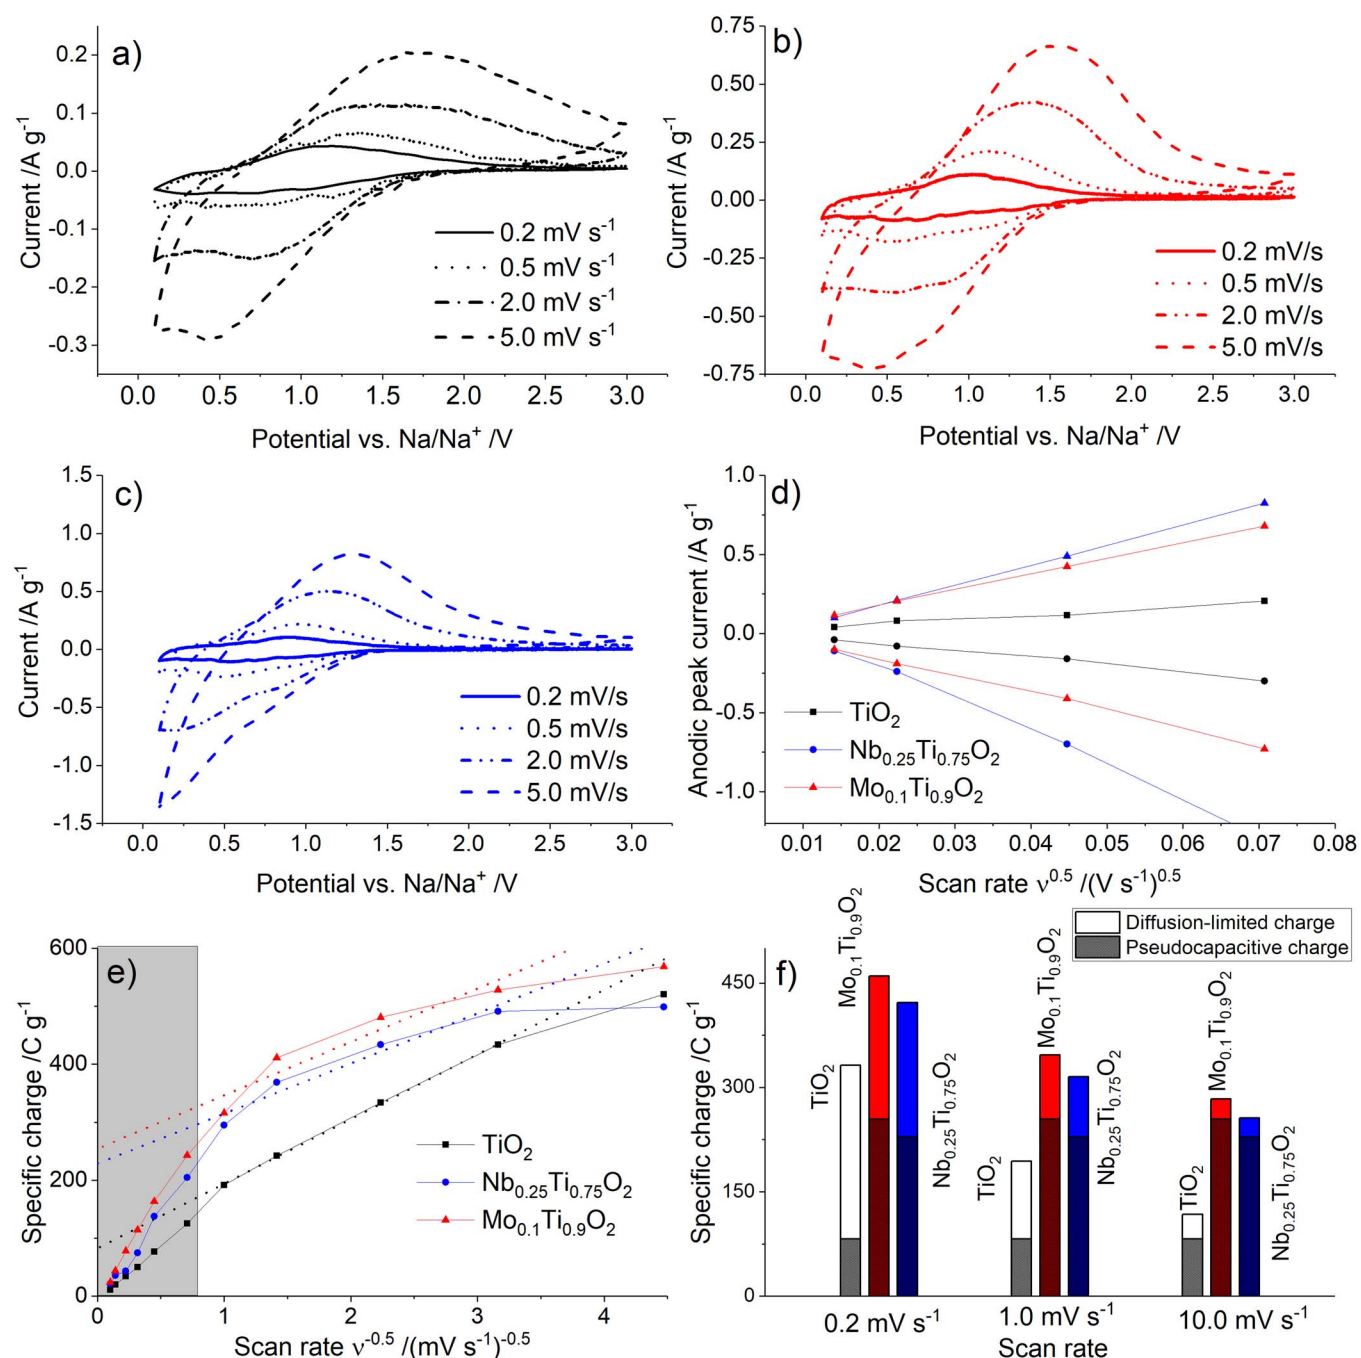 a)
0.2
0.1
0.0
-0.1
-0.2
-0.3
Current /A g⁻¹
0.2 mV s⁻¹
0.5 mV s⁻¹
2.0 mV s⁻¹
5.0 mV s⁻¹
0.0 0.5 1.0 1.5 2.0 2.5 3.0
Potential vs. Na/Na⁺ /V
b)
0.75
0.50
0.25
0.00
-0.25
-0.50
-0.75
Current /A g⁻¹
0.2 mV/s
0.5 mV/s
2.0 mV/s
5.0 mV/s
0.0 0.5 1.0 1.5 2.0 2.5 3.0
Potential vs. Na/Na⁺ /V
c)
1.5
1.0
0.5
0.0
-0.5
-1.0
-1.5
Current /A g⁻¹
0.2 mV/s
0.5 mV/s
2.0 mV/s
5.0 mV/s
0.0 0.5 1.0 1.5 2.0 2.5 3.0
Potential vs. Na/Na⁺ /V
d)
1.0
0.5
0.0
-0.5
-1.0
Anodic peak current /A g⁻¹
TiO₂
Nb₀.₂₅Ti₀.₇₅O₂
Mo₀.₁Ti₀.₉O₂
0.01 0.02 0.03 0.04 0.05 0.06 0.07 0.08
Scan rate ν⁰·⁵ /(V s⁻¹)⁰·⁵
e)
600
400
200
0
Specific charge /C g⁻¹
TiO₂
Nb₀.₂₅Ti₀.₇₅O₂
Mo₀.₁Ti₀.₉O₂
0 1 2 3 4
Scan rate ν⁻⁰·⁵ /(mV s⁻¹)⁻⁰·⁵
f)
Diffusion-limited charge
Pseudocapacitive charge
450
300
150
0
Specific charge /C g⁻¹
TiO₂
Mo₀.₁Ti₀.₉O₂
Nb₀.₂₅Ti₀.₇₅O₂
TiO₂
Mo₀.₁Ti₀.₉O₂
Nb₀.₂₅Ti₀.₇₅O₂
TiO₂
Mo₀.₁Ti₀.₉O₂
Nb₀.₂₅Ti₀.₇₅O₂
0.2 mV s⁻¹ 1.0 mV s⁻¹ 10.0 mV s⁻¹
Scan rate